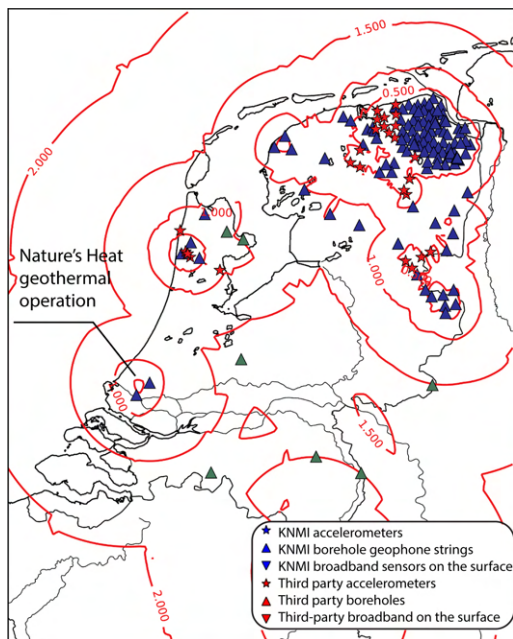 1.500
0.500
2.000
.000
Nature's Heat
geothermal
operation
1.000
.000
1.500
2.000
KNMI accelerometers
KNMI borehole geophone strings
KNMI broadband sensors on the surface
Third party accelerometers
Third party boreholes
Third-party broadband on the surface